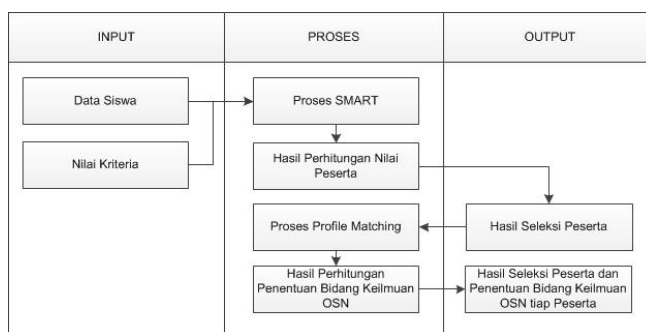 INPUT
PROSES
OUTPUT
Data Siswa
Proses SMART
Nilai Kriteria
Hasil Perhitungan Nilai
Peserta
Proses Profile Matching
Hasil Seleksi Peserta
Hasil Perhitungan
Penentuan Bidang Keilmuan
OSN
Hasil Seleksi Peserta dan
Penentuan Bidang Keilmuan
OSN tiap Peserta